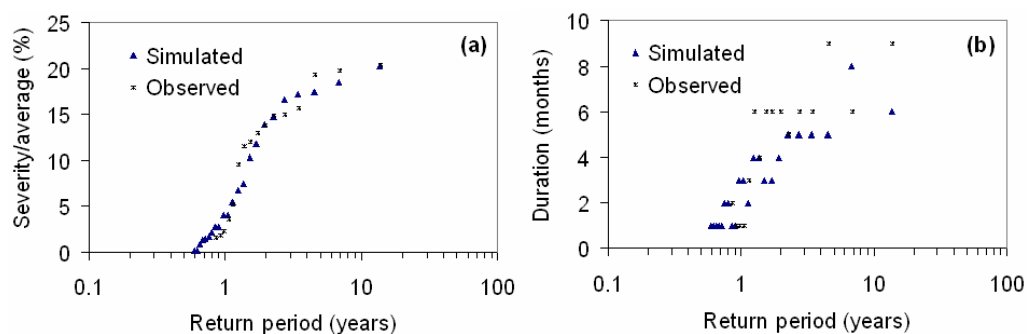 Severity/average (%)
25
20
15
10
5
0
Simulated
Observed
(a)
0.1
1
10
100
Return period (years)
Duration (months)
10
8
6
4
2
0
Simulated
Observed
(b)
0.1
1
10
100
Return period (years)